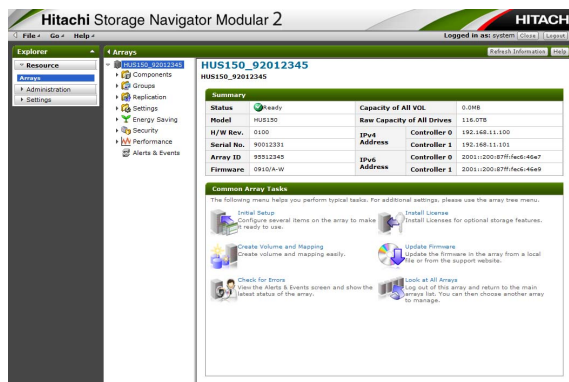 Hitachi Storage Navigator Modular 2
HITACH
File Go Help
Logged in as: system Close Logout
Explorer
Arrays
Refresh Information Help
Resource
Arrays
Administration
Settings
HUS150_92012345
Components
Groups
Replication
Settings
Energy Saving
Security
Performance
Alerts & Events
HUS150_92012345
HUS150_92012345
Summary
Status Ready Capacity of All VOL 0.0MB
Model HUS150 Raw Capacity of All Drives 116.0TB
H/W Rev. 0100 IPv4 Address Controller 0 192.168.11.100
Serial No. 90012331 Controller 1 192.168.11.101
Array ID 95512345 IPv6 Address Controller 0 2001::200:87ff:fec6:46e7
Firmware 0910/A-W Controller 1 2001::200:87ff:fec6:46e9
Common Array Tasks
The following menu helps you perform typical tasks. For additional settings, please use the array tree menu.
Initial Setup
Configure several items on the array to make
it ready to use.
Install License
Install Licenses for optional storage features.
Create Volume and Mapping
Create volume and mapping easily.
Update Firmware
Update the firmware in the array from a local
file or from the support website.
Check for Errors
View the Alerts & Events screen and show the
latest status of the array.
Look at All Arrays
Log out of this array and return to the main
arrays list. You can then choose another array
to manage.